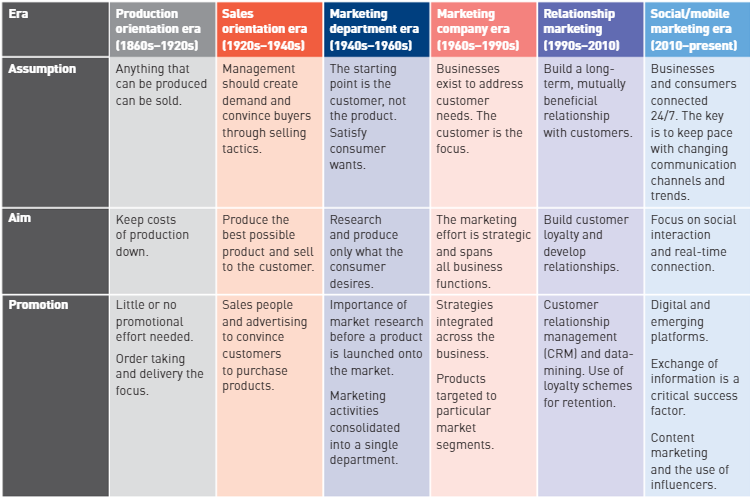 Era
Production
orientation era
(1860s–1920s)
Sales
orientation era
(1920s–1940s)
Marketing
department era
(1940s–1960s)
Marketing
company era
(1960s–1990s)
Relationship
marketing
(1990s–2010)
Social/mobile
marketing era
(2010–present)
Assumption
Anything that
can be produced
can be sold.
Management
should create
demand and
convince buyers
through selling
tactics.
The starting
point is the
customer, not
the product.
Satisfy
consumer
wants.
Businesses
exist to address
customer
needs. The
customer is the
focus.
Build a long-
term, mutually
beneficial
relationship
with customers.
Businesses
and consumers
connected
24/7. The key
is to keep pace
with changing
communication
channels and
trends.
Aim
Keep costs
of production
down.
Produce the
best possible
product and sell
to the customer.
Research
and produce
only what the
consumer
desires.
The marketing
effort is strategic
and spans
all business
functions.
Build customer
loyalty and
develop
relationships.
Focus on social
interaction
and real-time
connection.
Promotion
Little or no
promotional
effort needed.
Order taking
and delivery the
focus.
Sales people
and advertising
to convince
customers
to purchase
products.
Importance of
market research
before a product
is launched onto
the market.
Marketing
activities
consolidated
into a single
department.
Strategies
integrated
across the
business.
Products
targeted to
particular
market
segments.
Customer
relationship
management
(CRM) and data-
mining. Use of
loyalty schemes
for retention.
Digital and
emerging
platforms.
Exchange of
information is a
critical success
factor.
Content
marketing
and the use of
influencers.